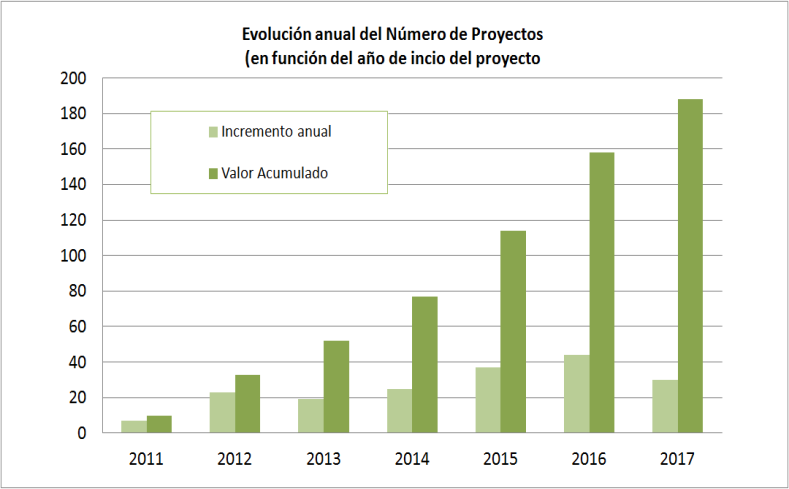 Evolución anual del Número de Proyectos
(en función del año de incio del proyecto
200
180
160
140
120
100
80
60
40
20
0
Incremento anual
Valor Acumulado
2011 2012 2013 2014 2015 2016 2017